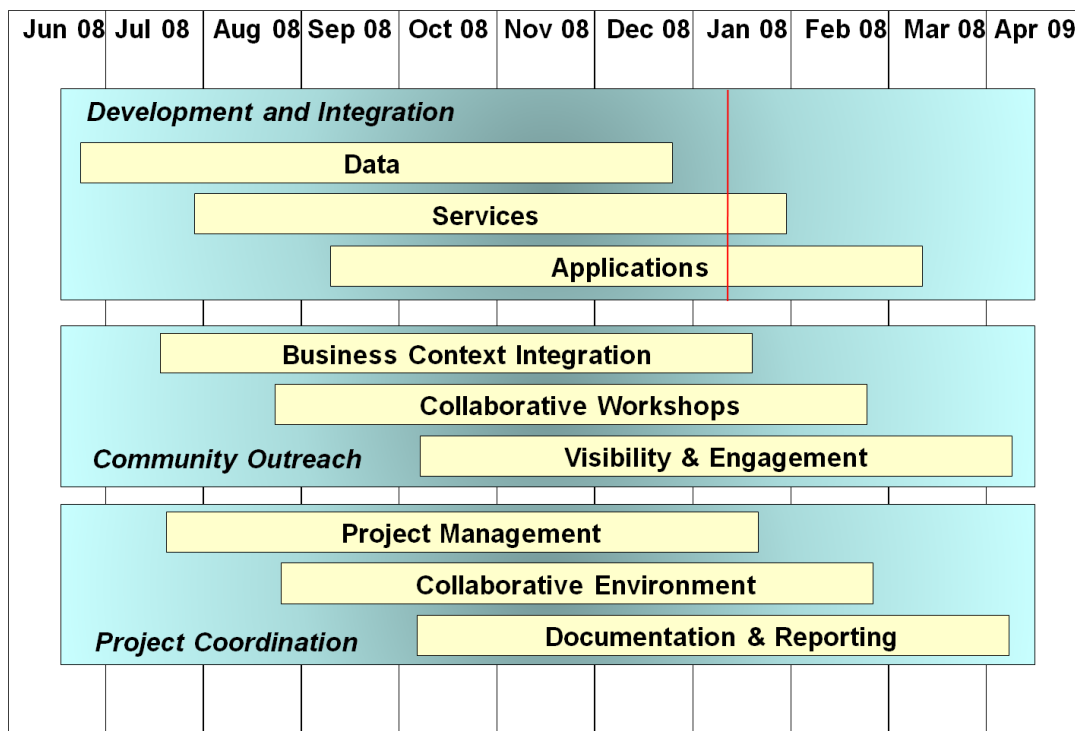 Jun 08 Jul 08 Aug 08 Sep 08 Oct 08 Nov 08 Dec 08 Jan 08 Feb 08 Mar 08 Apr 09
Development and Integration
Data
Services
Applications
Business Context Integration
Collaborative Workshops
Visibility & Engagement
Community Outreach
Project Management
Collaborative Environment
Documentation & Reporting
Project Coordination